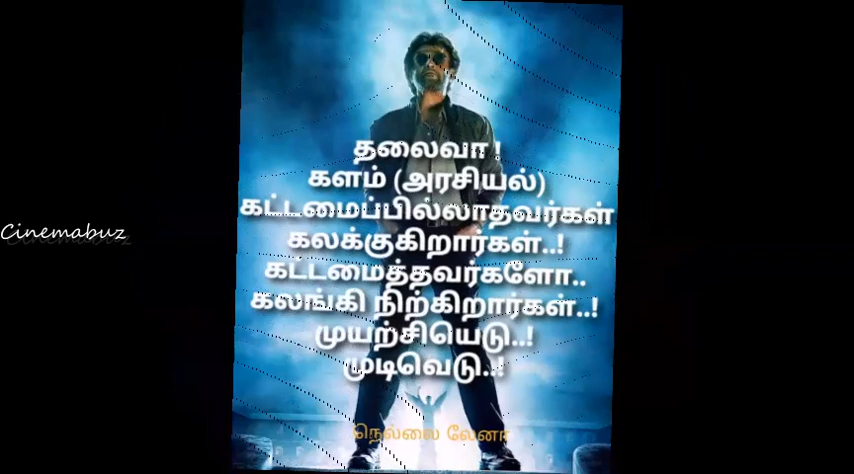 தலைவா !
களம் (அரசியல்)
கட்டமைப்பில்லாதவர்கள்
கலக்குகிறார்கள்..!
கட்டமைத்தவர்களோ..
கலங்கி நிற்கிறார்கள்..!
முயற்சியெடு..!
முடிவெடு..!
நெல்லை லேனா
Cinemabuz